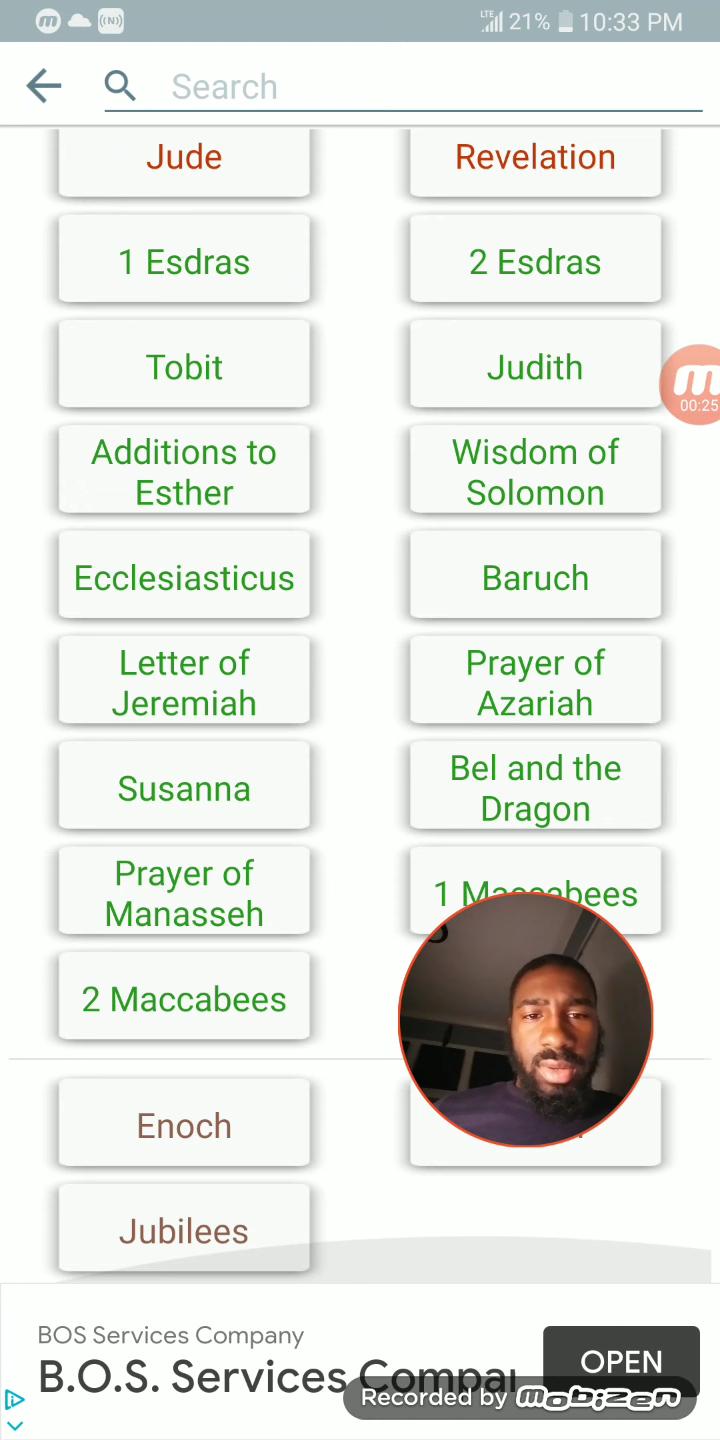 LTE 21% 10:33 PM
Search
Jude
Revelation
1 Esdras
2 Esdras
Tobit
Judith
m
00:25
Additions to
Esther
Wisdom of
Solomon
Ecclesiasticus
Baruch
Letter of
Jeremiah
Prayer of
Azariah
Susanna
Bel and the
Dragon
Prayer of
Manasseh
1 Maccabees
2 Maccabees
Enoch
Jubilees
BOS Services Company
B.O.S. Services
OPEN
Recorded by mobizen